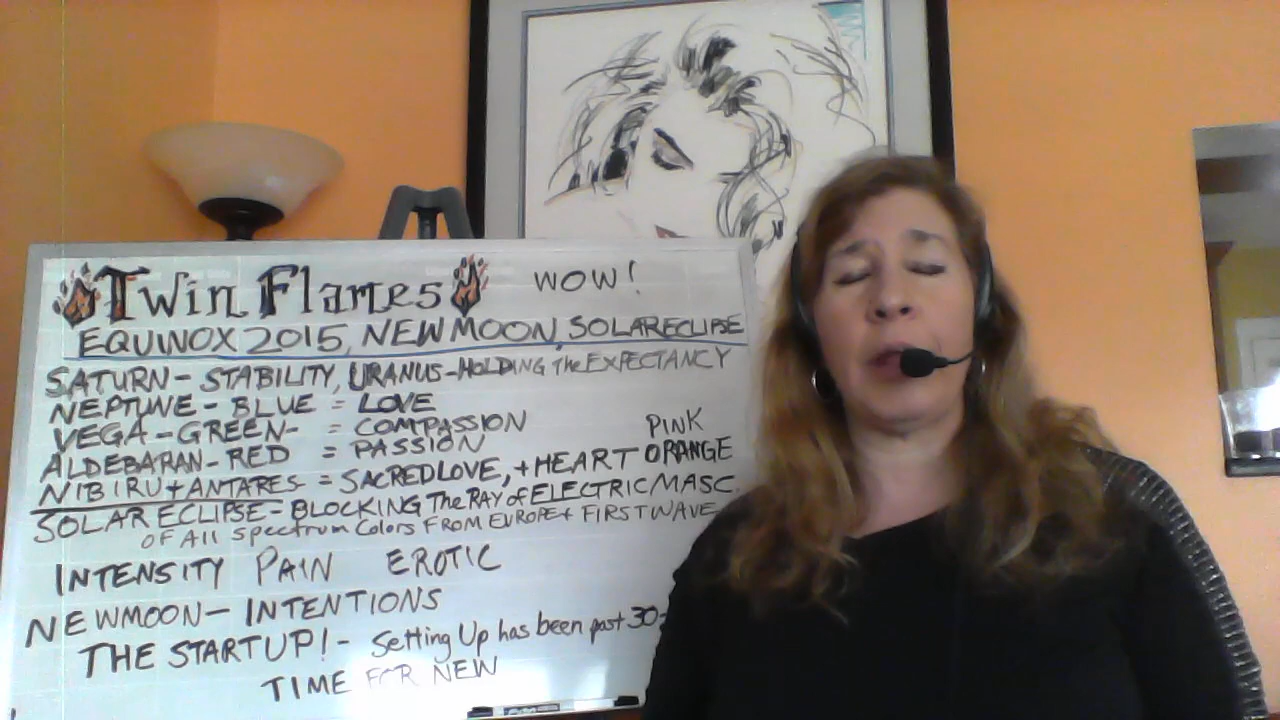 Twin Flames WOW!
EQUINOX 2015, NEW MOON, SOLAR ECLIPSE
SATURN - STABILITY, URANUS - HOLDING the EXPECTANCY
NEPTUNE - BLUE = LOVE
VEGA - GREEN - = COMPASSION
PINK
ALDEBARAN - RED = PASSION
NIBIRU + ANTARES = SACRED LOVE, + HEART ORANGE
SOLAR ECLIPSE - BLOCKING The RAY of ELECTRIC MASC.
OF All Spectrum Colors FROM EUROPE + FIRST WAVE
INTENSITY PAIN EROTIC
NEW MOON - INTENTIONS
THE STARTUP! - Setting Up has been past 30
TIME FOR NEW